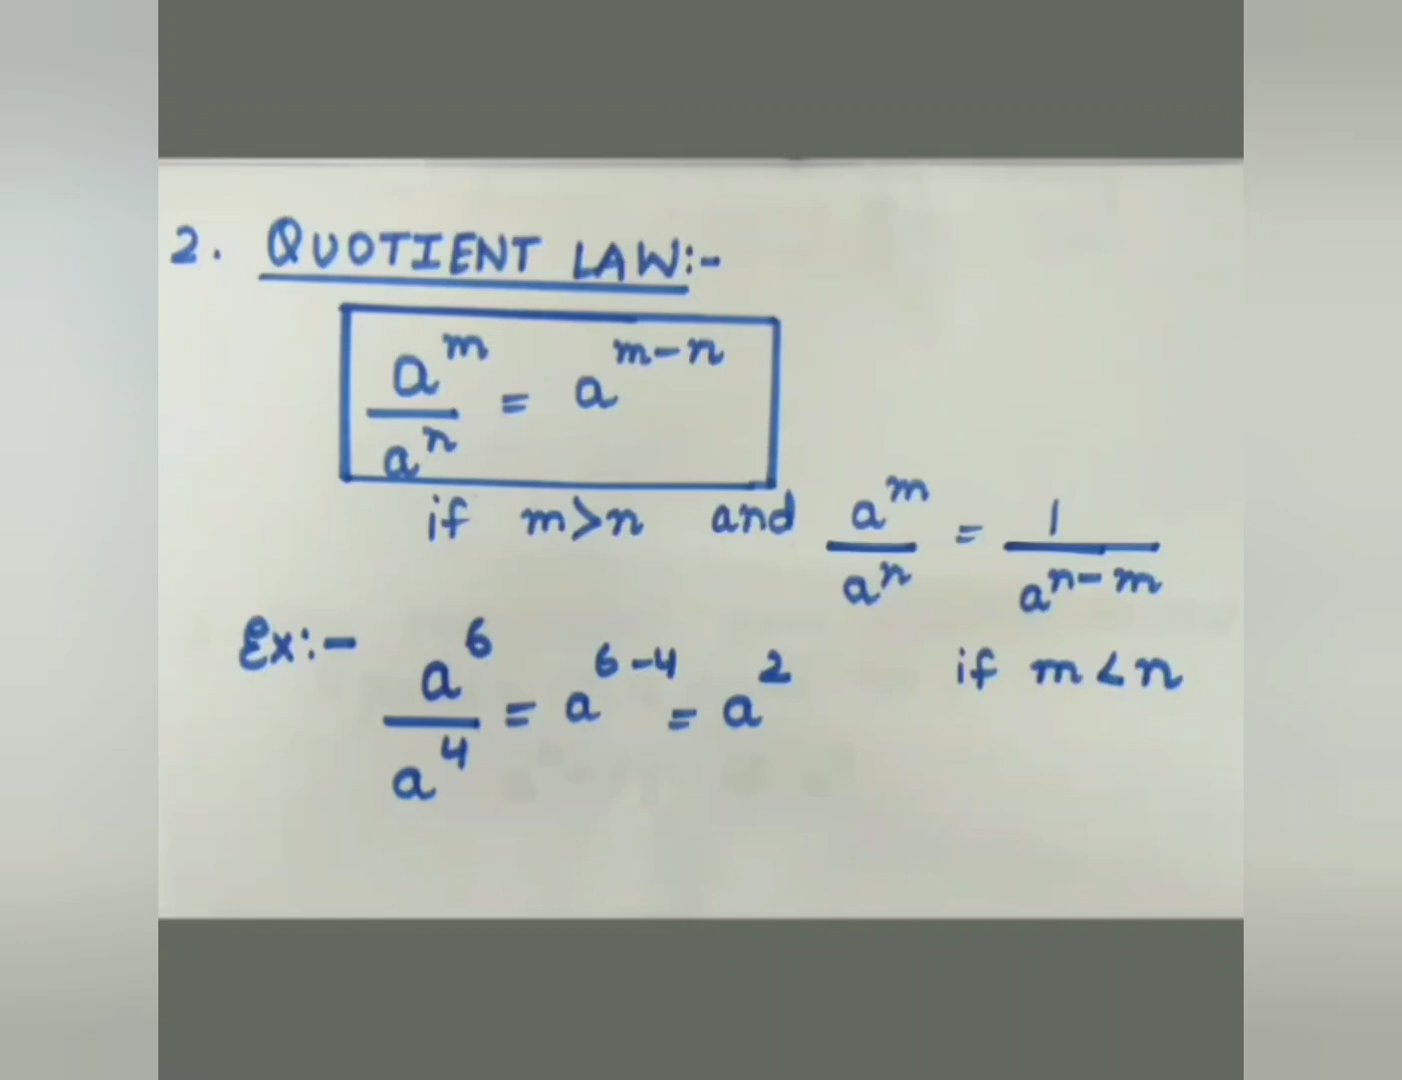 2. QUOTIENT LAW:-
a^m / a^n = a^(m-n)
if m>n and a^m / a^n = 1 / a^(n-m)
if m<n
Ex:- a^6 / a^4 = a^(6-4) = a^2